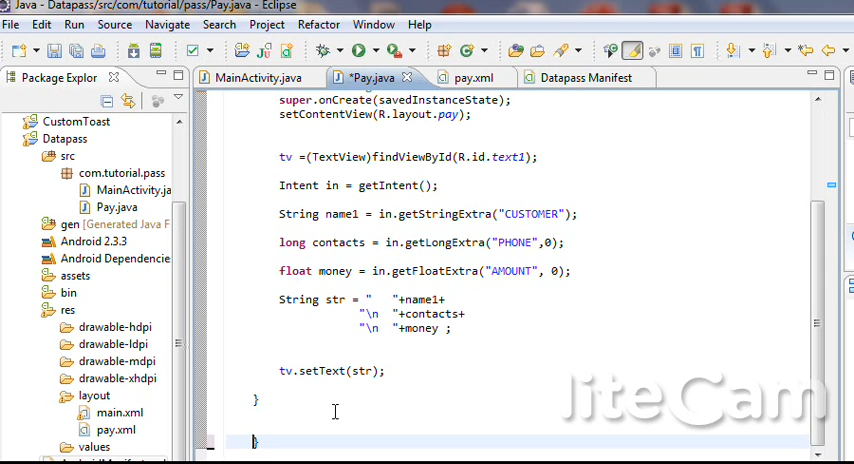 Java - Datapass/src/com/tutorial/pass/Pay.java - Eclipse
File Edit Run Source Navigate Search Project Refactor Window Help
Package Explor
MainActivity.java *Pay.java pay.xml Datapass Manifest
CustomToast
Datapass
src
com.tutorial.pass
MainActivity.ja
Pay.java
gen [Generated Java F
Android 2.3.3
Android Dependencie
assets
bin
res
drawable-hdpi
drawable-ldpi
drawable-mdpi
drawable-xhdpi
layout
main.xml
pay.xml
values
super.onCreate(savedInstanceState);
setContentView(R.layout.pay);
tv =(TextView)findViewById(R.id.text1);
Intent in = getIntent();
String name1 = in.getStringExtra("CUSTOMER");
long contacts = in.getLongExtra("PHONE",0);
float money = in.getFloatExtra("AMOUNT", 0);
String str = "   "+name1+
"\n  "+contacts+
"\n  "+money ;
tv.setText(str);
}
}
liteCam